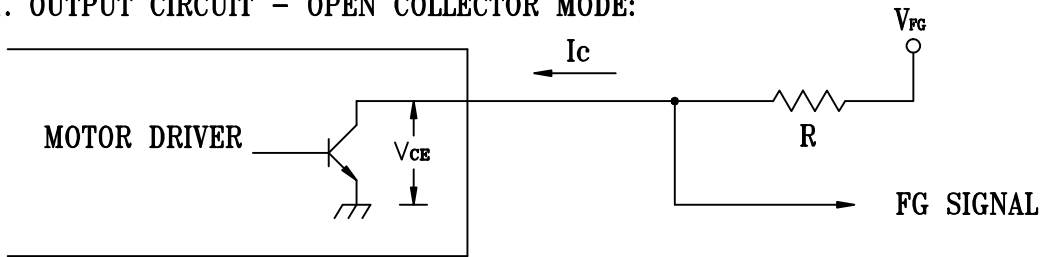 . OUTPUT CIRCUIT – OPEN COLLECTOR MODE:
VFG
Ic
MOTOR DRIVER
VCE
R
FG SIGNAL